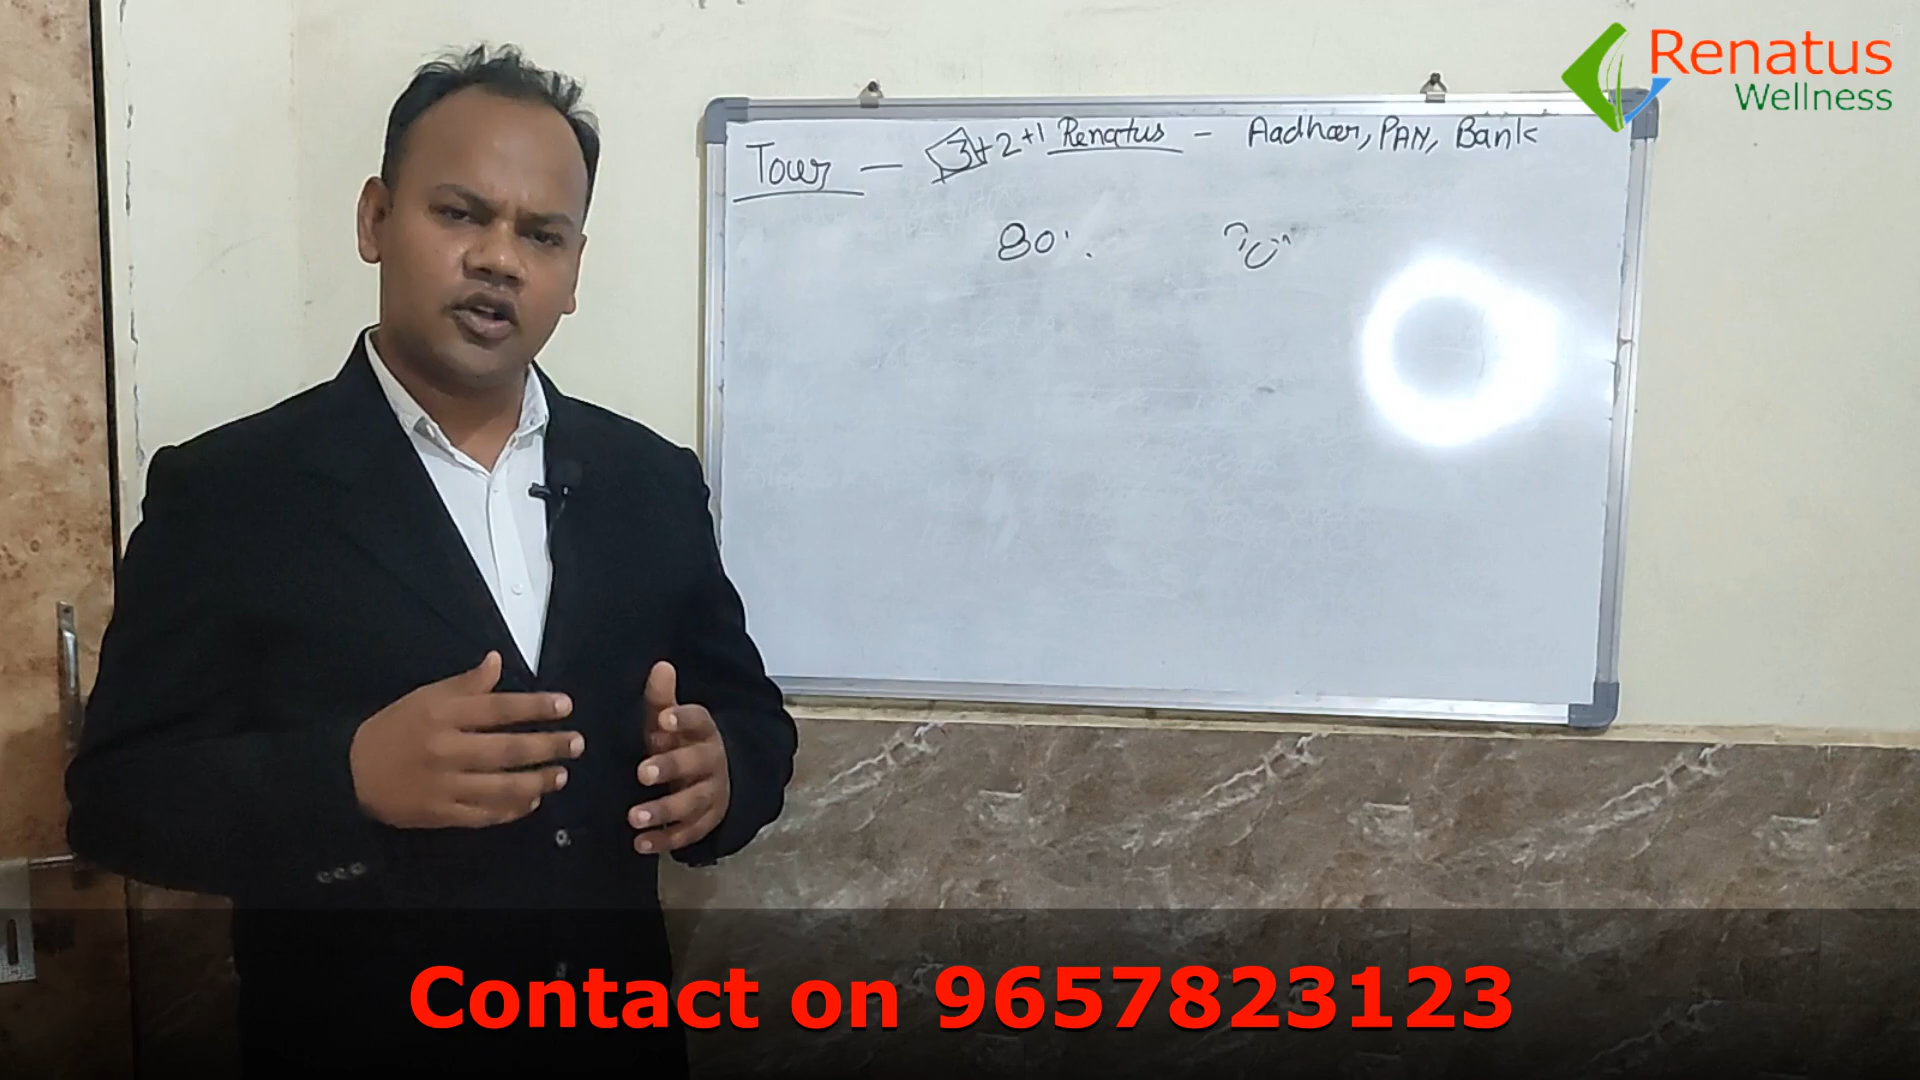 Renatus
Wellness
Tour — 3+2+1 Renatus - Aadhaar, PAN, Bank
80%
Contact on 9657823123